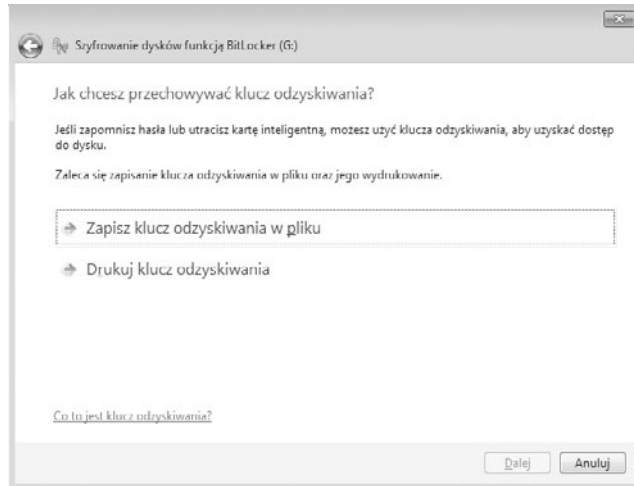 Szyfrowanie dysków funkcją BitLocker (G:)
Jak chcesz przechowywać klucz odzyskiwania?
Jeśli zapomnisz hasła lub utracisz kartę inteligentną, możesz użyć klucza odzyskiwania, aby uzyskać dostęp
do dysku.
Zaleca się zapisanie klucza odzyskiwania w pliku oraz jego wydrukowanie.
Zapisz klucz odzyskiwania w pliku
Drukuj klucz odzyskiwania
Co to jest klucz odzyskiwania?
Dalej Anuluj